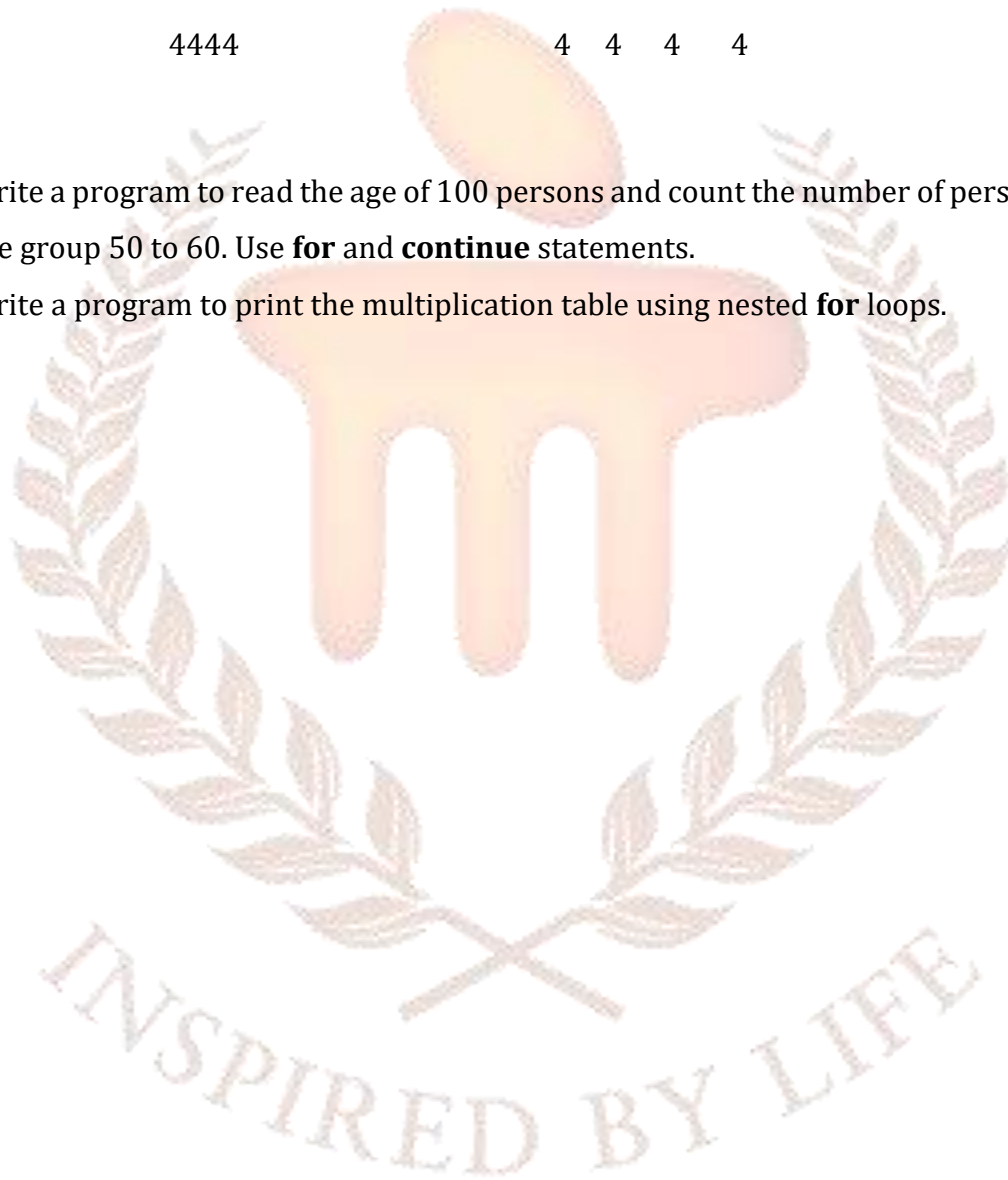 4444 4 4 4 4
rite a program to read the age of 100 persons and count the number of pers
e group 50 to 60. Use for and continue statements.
rite a program to print the multiplication table using nested for loops.
INSPIRED BY LIFE